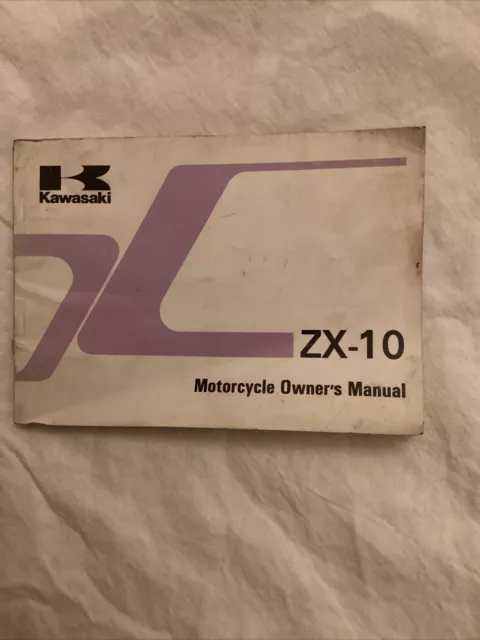 Kawasaki
ZX-10
Motorcycle Owner's Manual